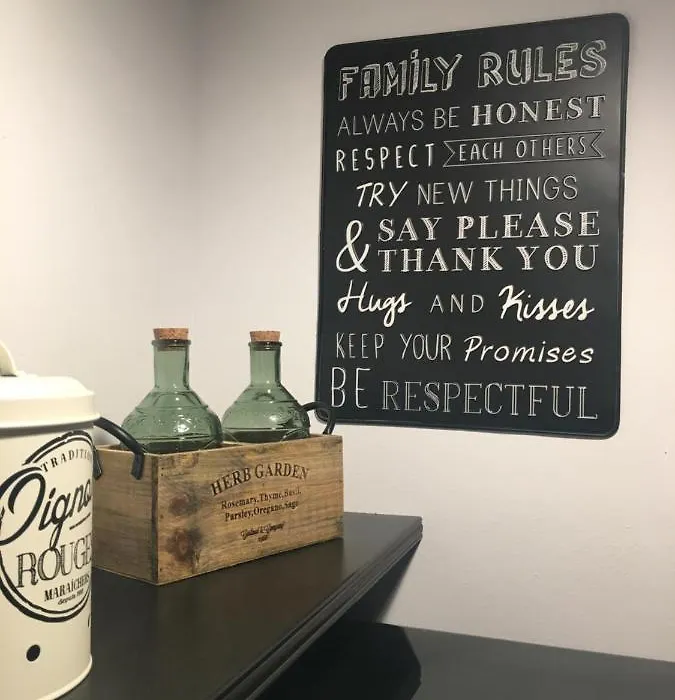 FAMiLY RULES
ALWAYS BE HONEST
RESPECT EACH OTHERS
TRY NEW THINGS
& SAY PLEASE
THANK YOU
Hugs AND Kisses
KEEP YOUR Promises
BE RESPECTFUL
HERB GARDEN
Rosemary, Thyme, Basil,
Parsley, Oregano, Sage
ROUGE
depuis